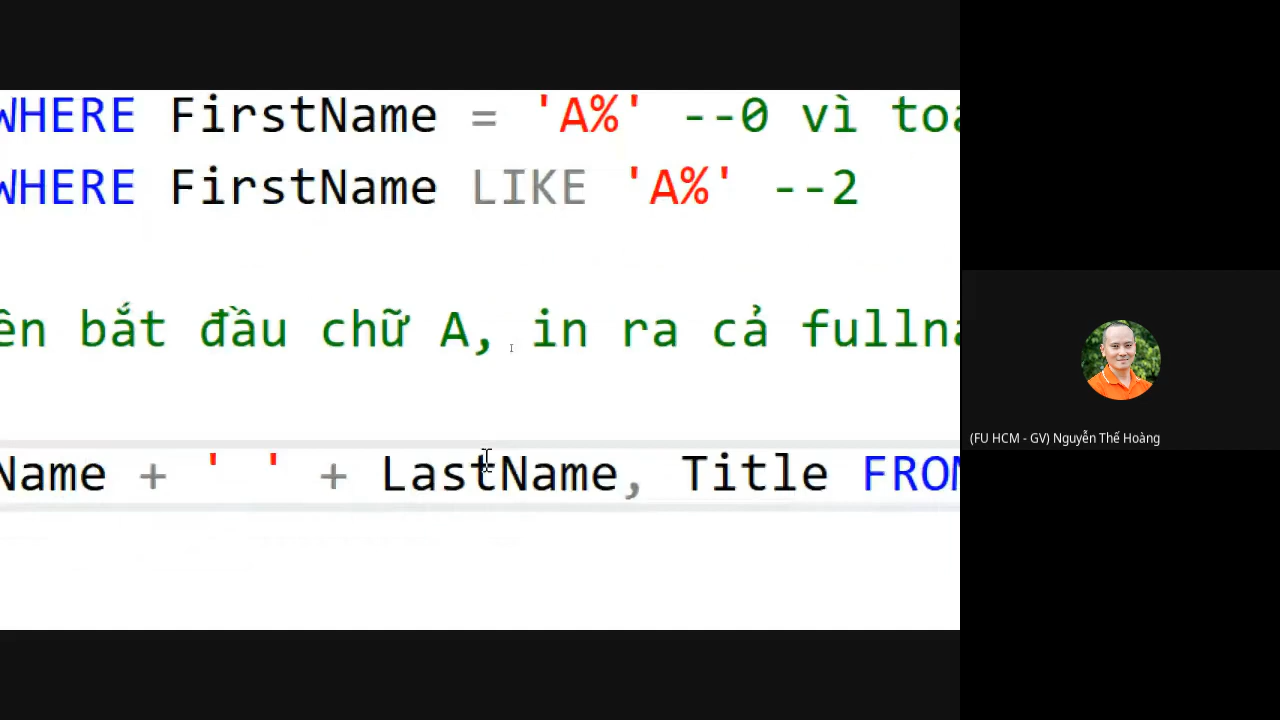 WHERE FirstName = 'A%' --0 vì toá
WHERE FirstName LIKE 'A%' --2
ên bắt đầu chữ A, in ra cả fullna
Name + ' ' + LastName, Title FROM
(FU HCM - GV) Nguyễn Thế Hoàng